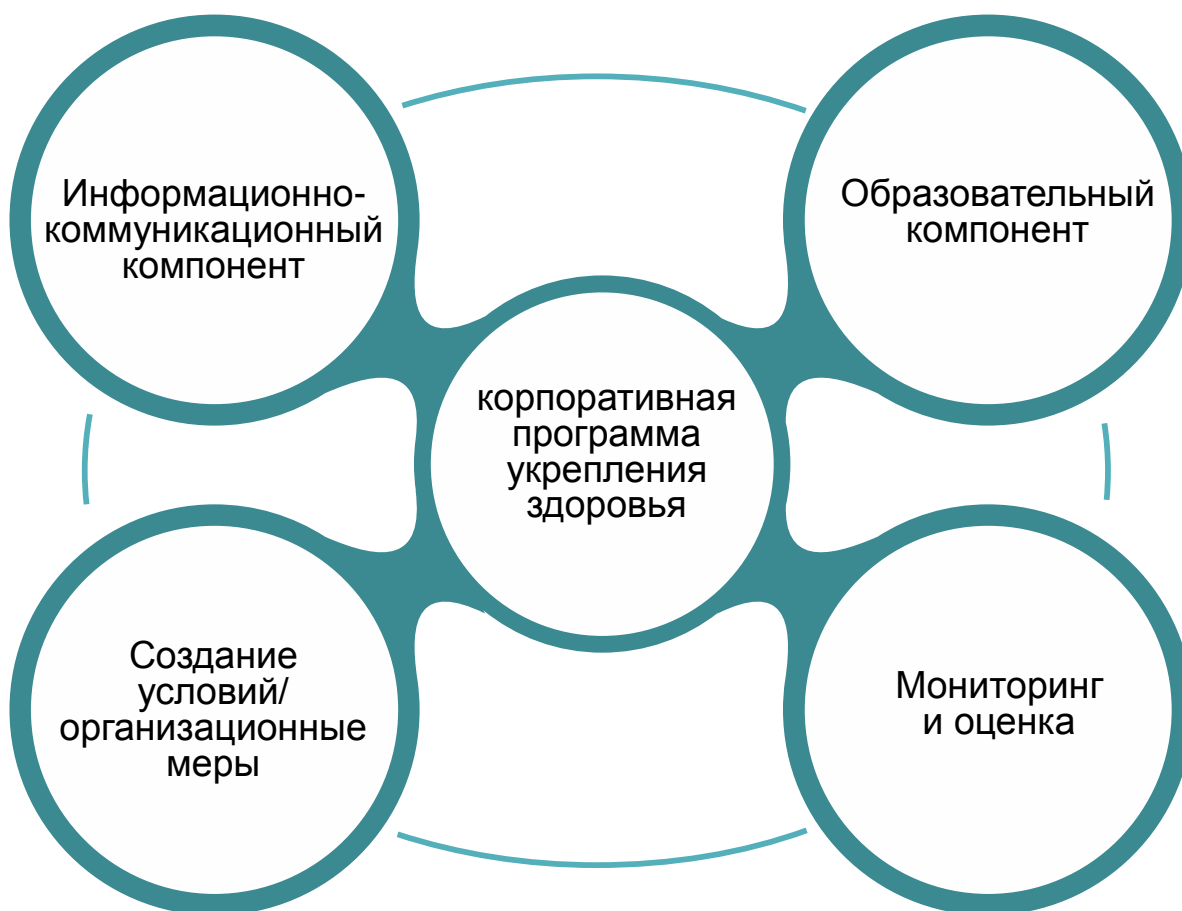 Информационно-
коммуникационный
компонент
Образовательный
компонент
корпоративная
программа
укрепления
здоровья
Создание
условий/
организационные
меры
Мониторинг
и оценка